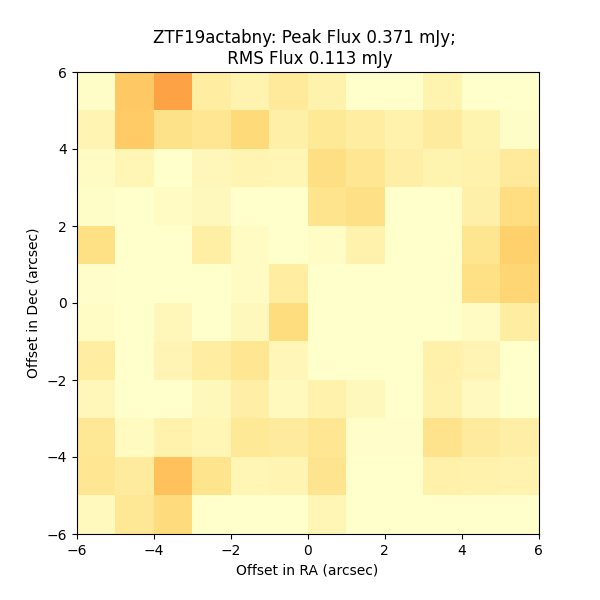 ZTF19actabny: Peak Flux 0.371 mJy;
RMS Flux 0.113 mJy
6
4
2
0
−2
−4
−6
Offset in Dec (arcsec)
−6 −4 −2 0 2 4 6
Offset in RA (arcsec)